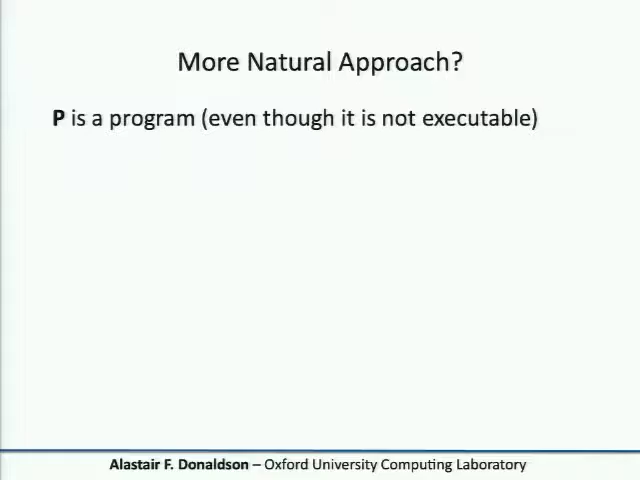 More Natural Approach?
P is a program (even though it is not executable)
Alastair F. Donaldson – Oxford University Computing Laboratory